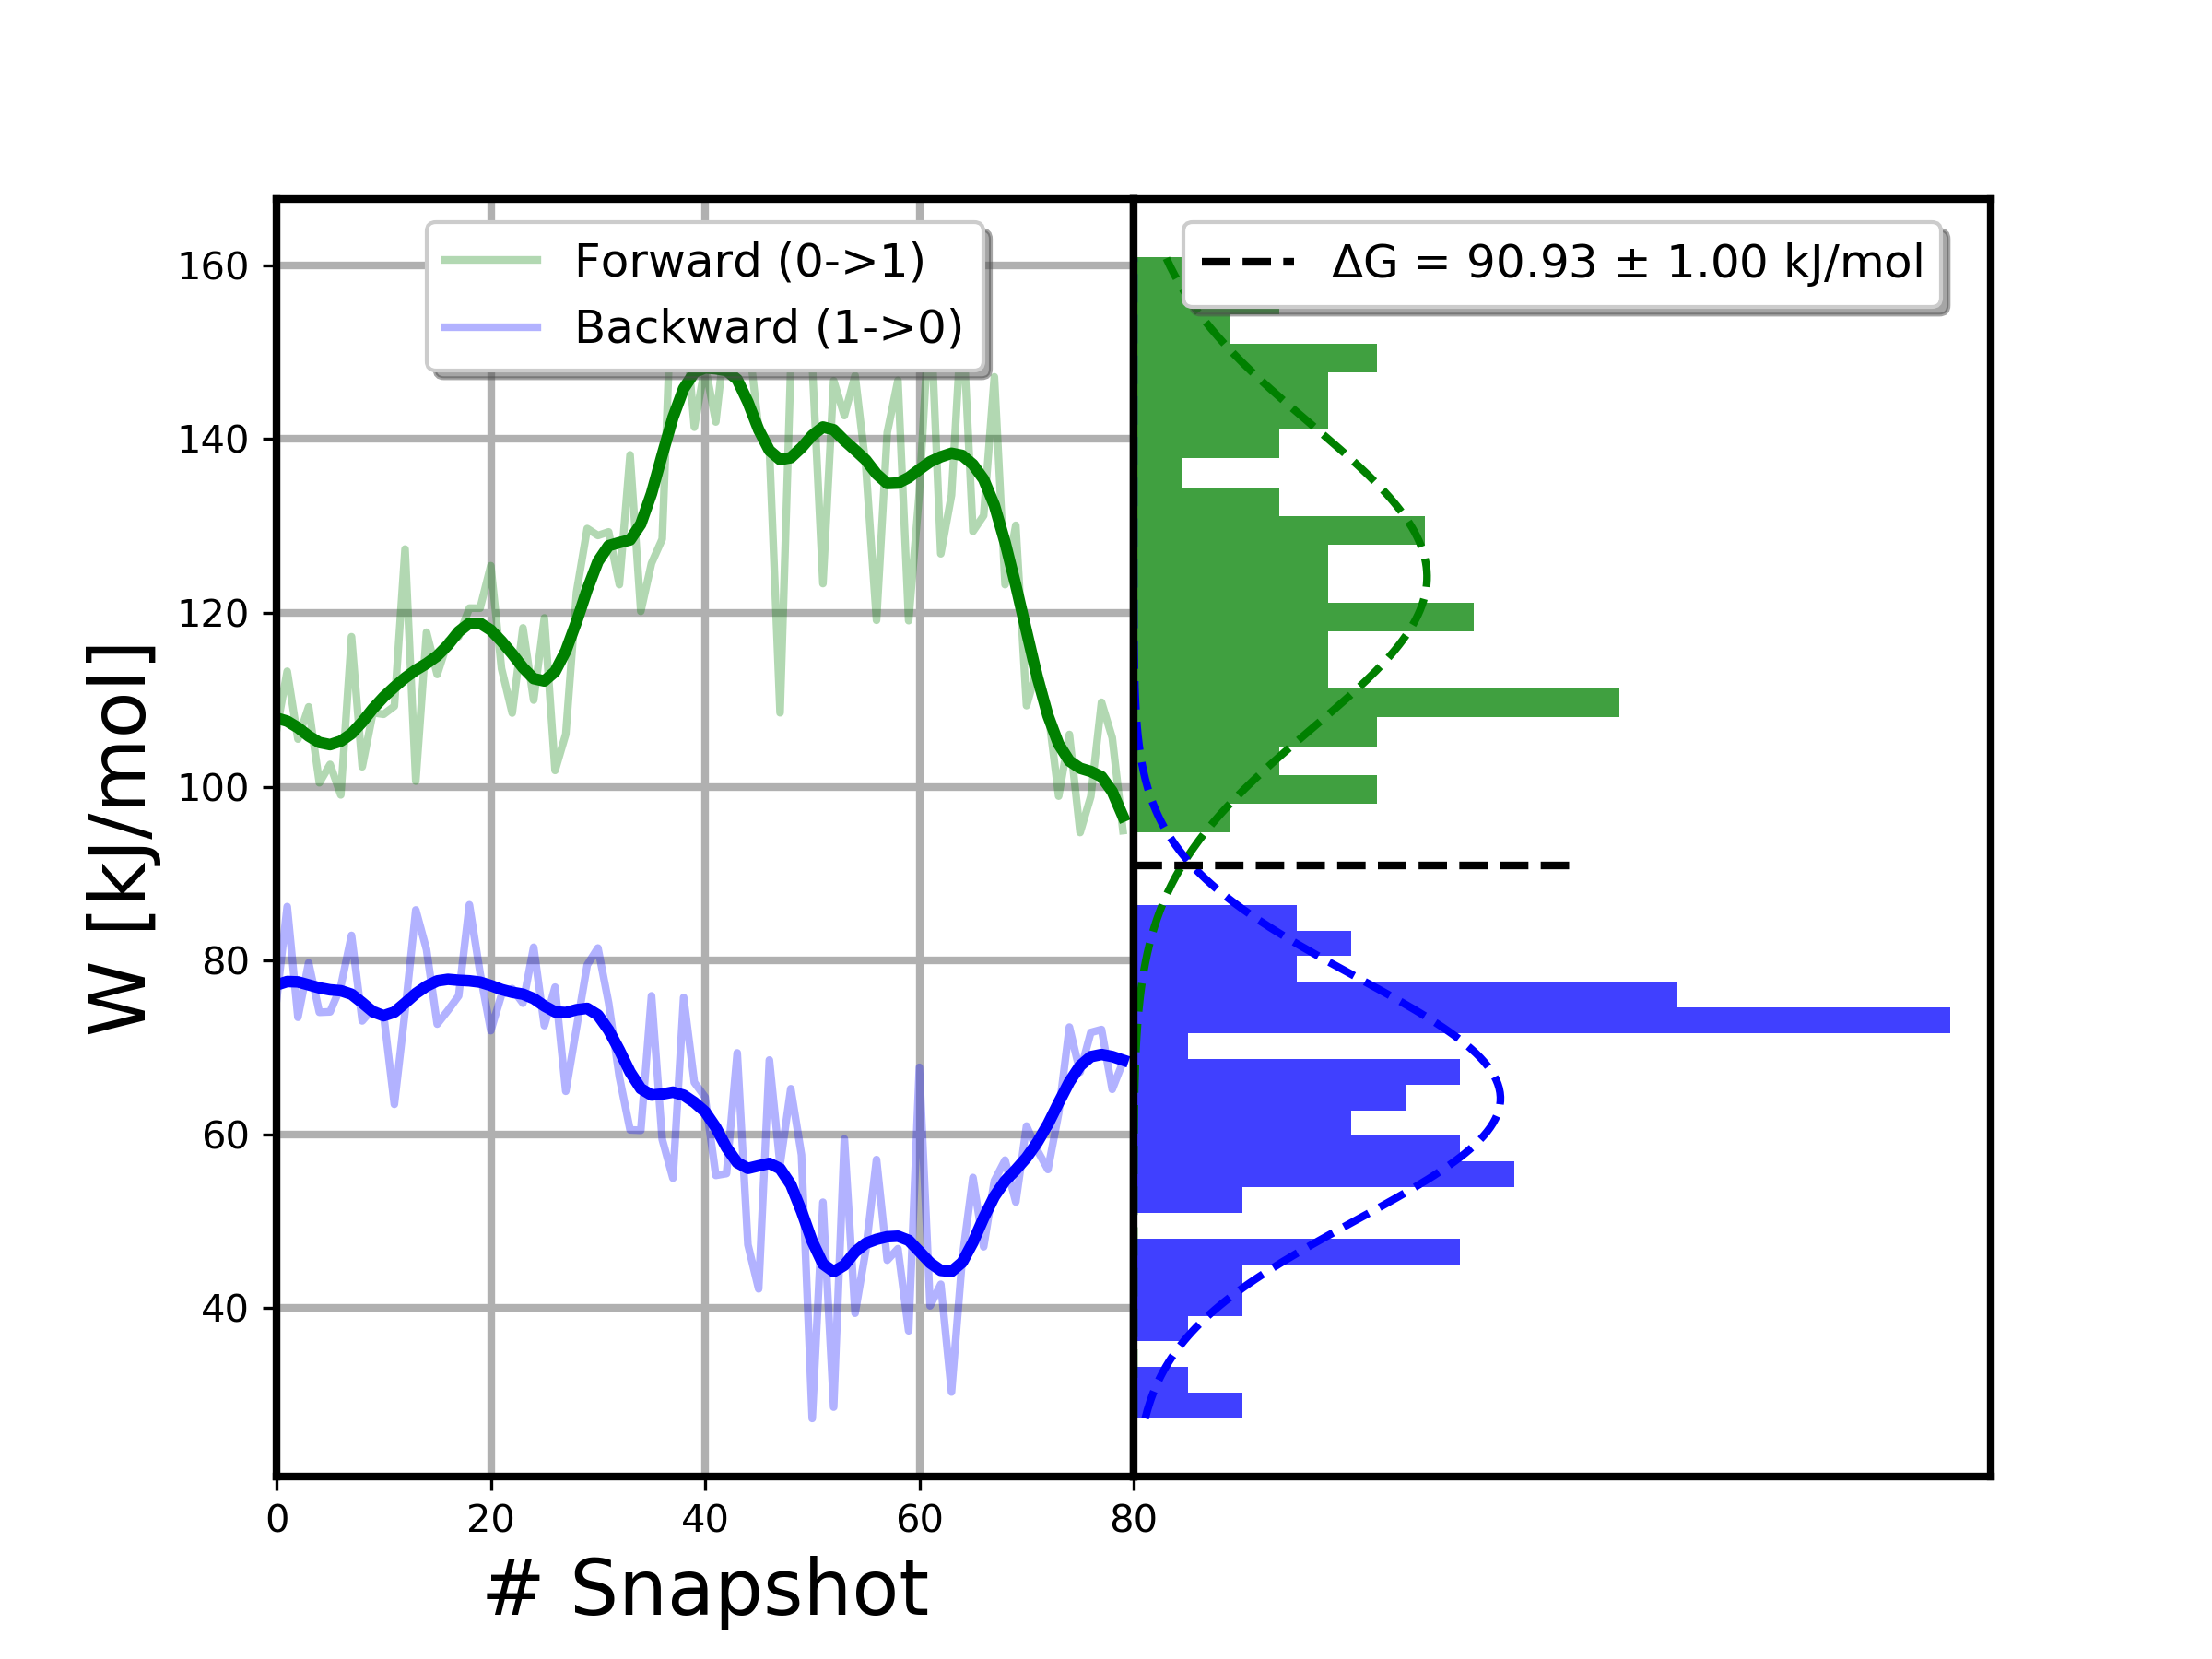 Forward (0->1)
Backward (1->0)
ΔG = 90.93 ± 1.00 kJ/mol
160
140
120
100
80
60
40
W [kJ/mol]
0 20 40 60 80
# Snapshot